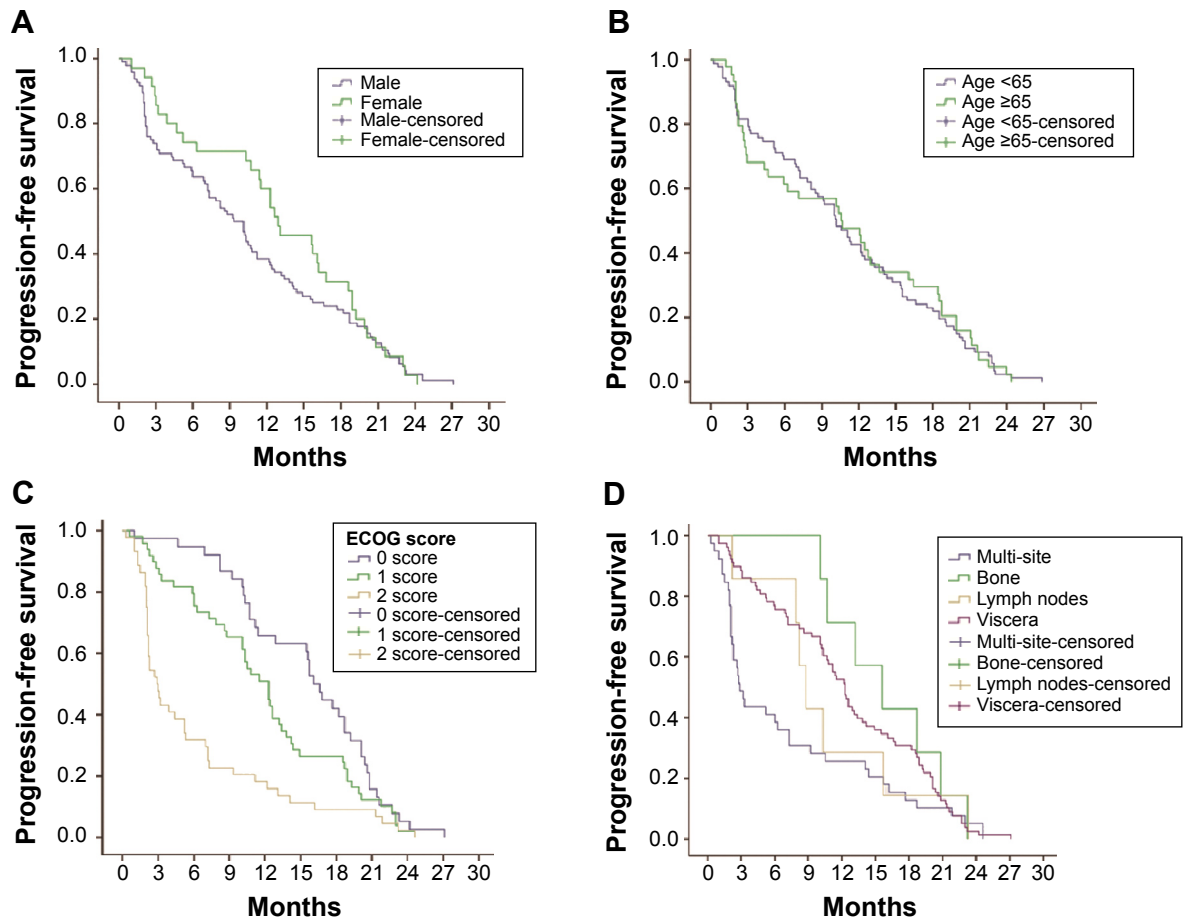 A
Progression-free survival
1.0
0.8
0.6
0.4
0.2
0.0
0 3 6 9 12 15 18 21 24 27 30
Months
Male
Female
Male-censored
Female-censored
B
Progression-free survival
1.0
0.8
0.6
0.4
0.2
0.0
0 3 6 9 12 15 18 21 24 27 30
Months
Age <65
Age ≥65
Age <65-censored
Age ≥65-censored
C
Progression-free survival
1.0
0.8
0.6
0.4
0.2
0.0
0 3 6 9 12 15 18 21 24 27 30
Months
ECOG score
0 score
1 score
2 score
0 score-censored
1 score-censored
2 score-censored
D
Progression-free survival
1.0
0.8
0.6
0.4
0.2
0.0
0 3 6 9 12 15 18 21 24 27 30
Months
Multi-site
Bone
Lymph nodes
Viscera
Multi-site-censored
Bone-censored
Lymph nodes-censored
Viscera-censored